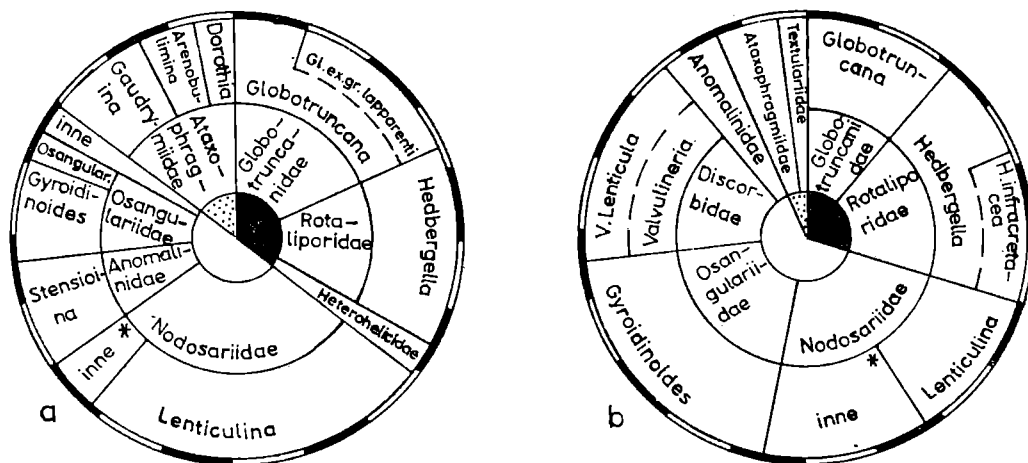 Gaudry-
ina
Arenobu-
limina
Dorothia
Gl.ex.gr.lapparenti
Globotruncana
Ataxo-
phrag-
miidae
Globo-
trunca-
nidae
inne
Osangular.
Gyroidi-
noides
Osangu-
lariidae
Rota-
liporidae
Hedbergella
Stensioi-
na
Anomali-
nidae
Heterohelicidae
inne *
Nodosariidae
Lenticulina
a
Anomalinidae
Ataxophragmiidae
Textulariidae
Globotrun-
cana
Globo-
truncani
dae
V. Lenticula
Valvulineria
Discor-
bidae
Rotalipo
ridae
Hedbergella
H.infracreta-
cea
Osan-
gularii-
dae
Gyroidinoides
Nodosariidae
*
Lenticulina
inne
b